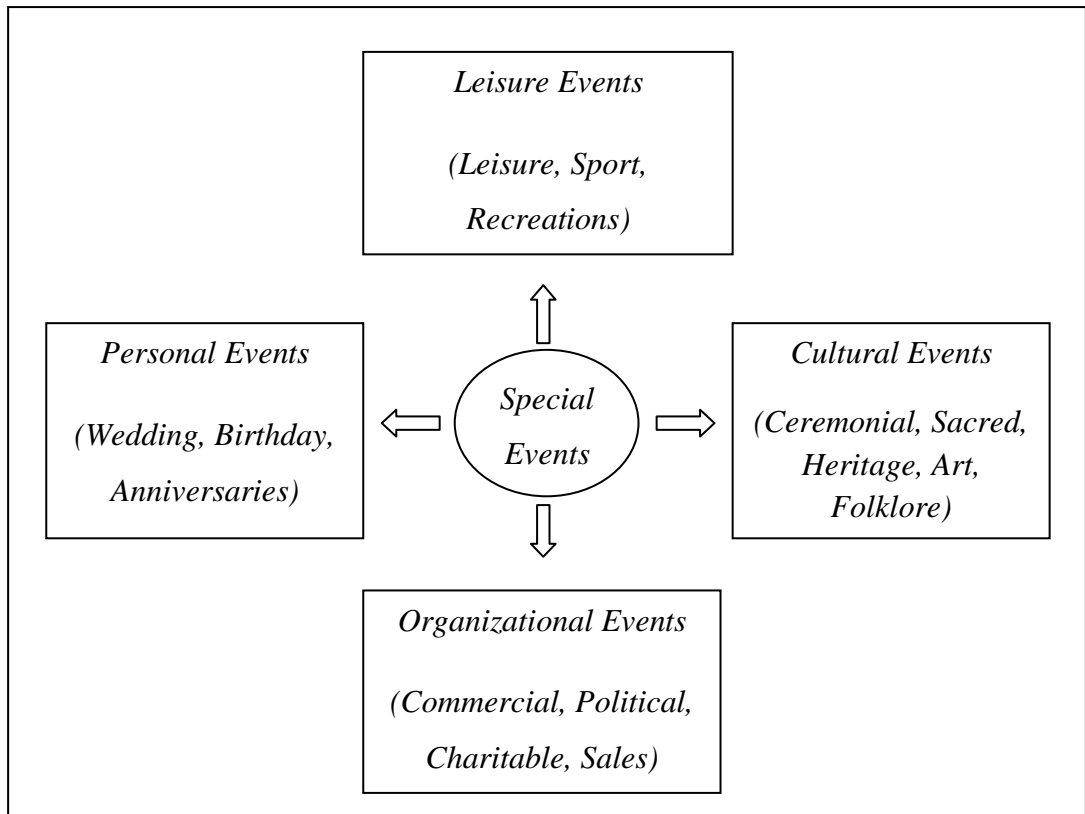 Leisure Events
(Leisure, Sport,
Recreations)
Personal Events
(Wedding, Birthday,
Anniversaries)
Special
Events
Cultural Events
(Ceremonial, Sacred,
Heritage, Art,
Folklore)
Organizational Events
(Commercial, Political,
Charitable, Sales)